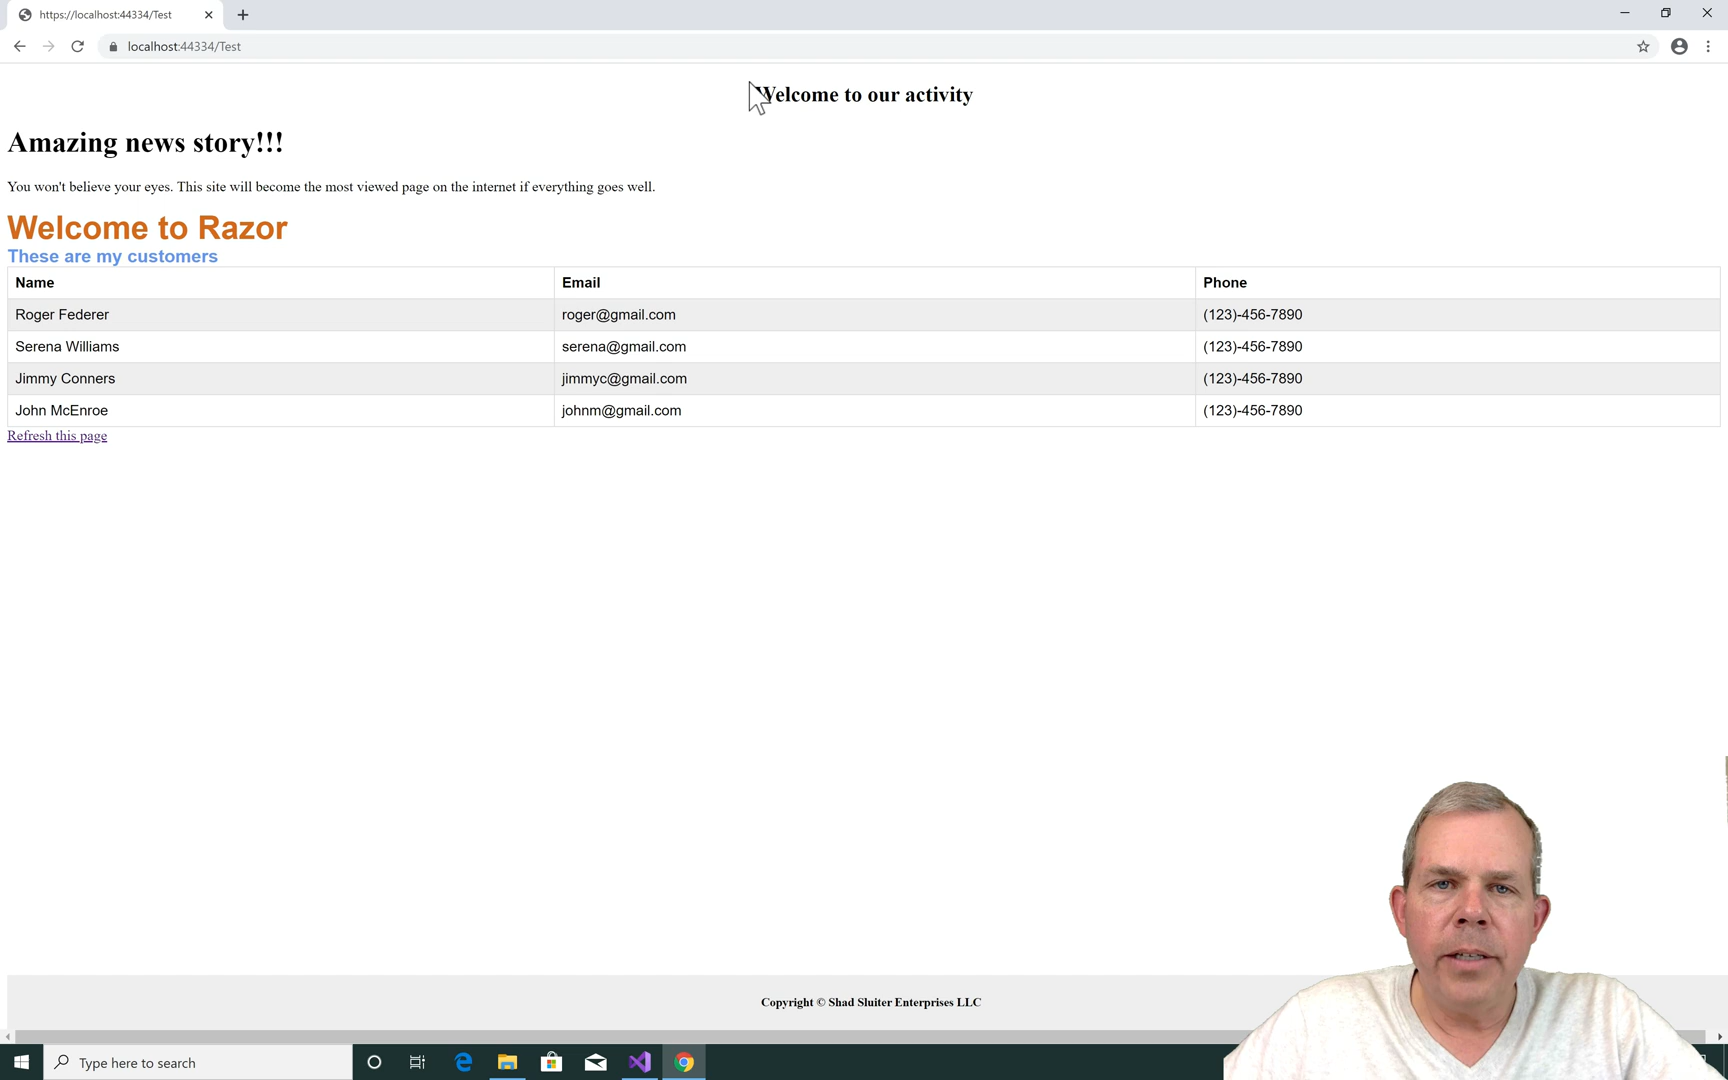 https://localhost:44334/Test
localhost:44334/Test
Welcome to our activity
Amazing news story!!!
You won't believe your eyes. This site will become the most viewed page on the internet if everything goes well.
Welcome to Razor
These are my customers
Name Email Phone
Roger Federer roger@gmail.com (123)-456-7890
Serena Williams serena@gmail.com (123)-456-7890
Jimmy Conners jimmyc@gmail.com (123)-456-7890
John McEnroe johnm@gmail.com (123)-456-7890
Refresh this page
Copyright © Shad Sluiter Enterprises LLC
Type here to search